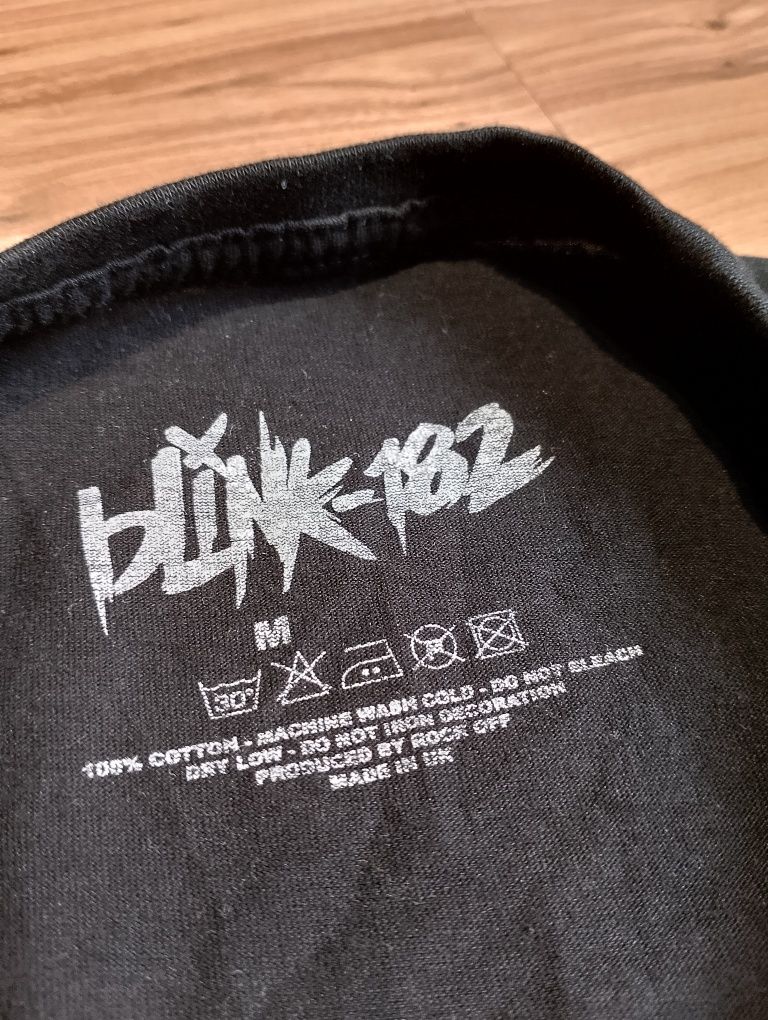 blink-182
M
30°
100% COTTON - MACHINE WASH COLD - DO NOT BLEACH
DRY LOW - DO NOT IRON DECORATION
PRODUCED BY ROCK OFF
MADE IN UK